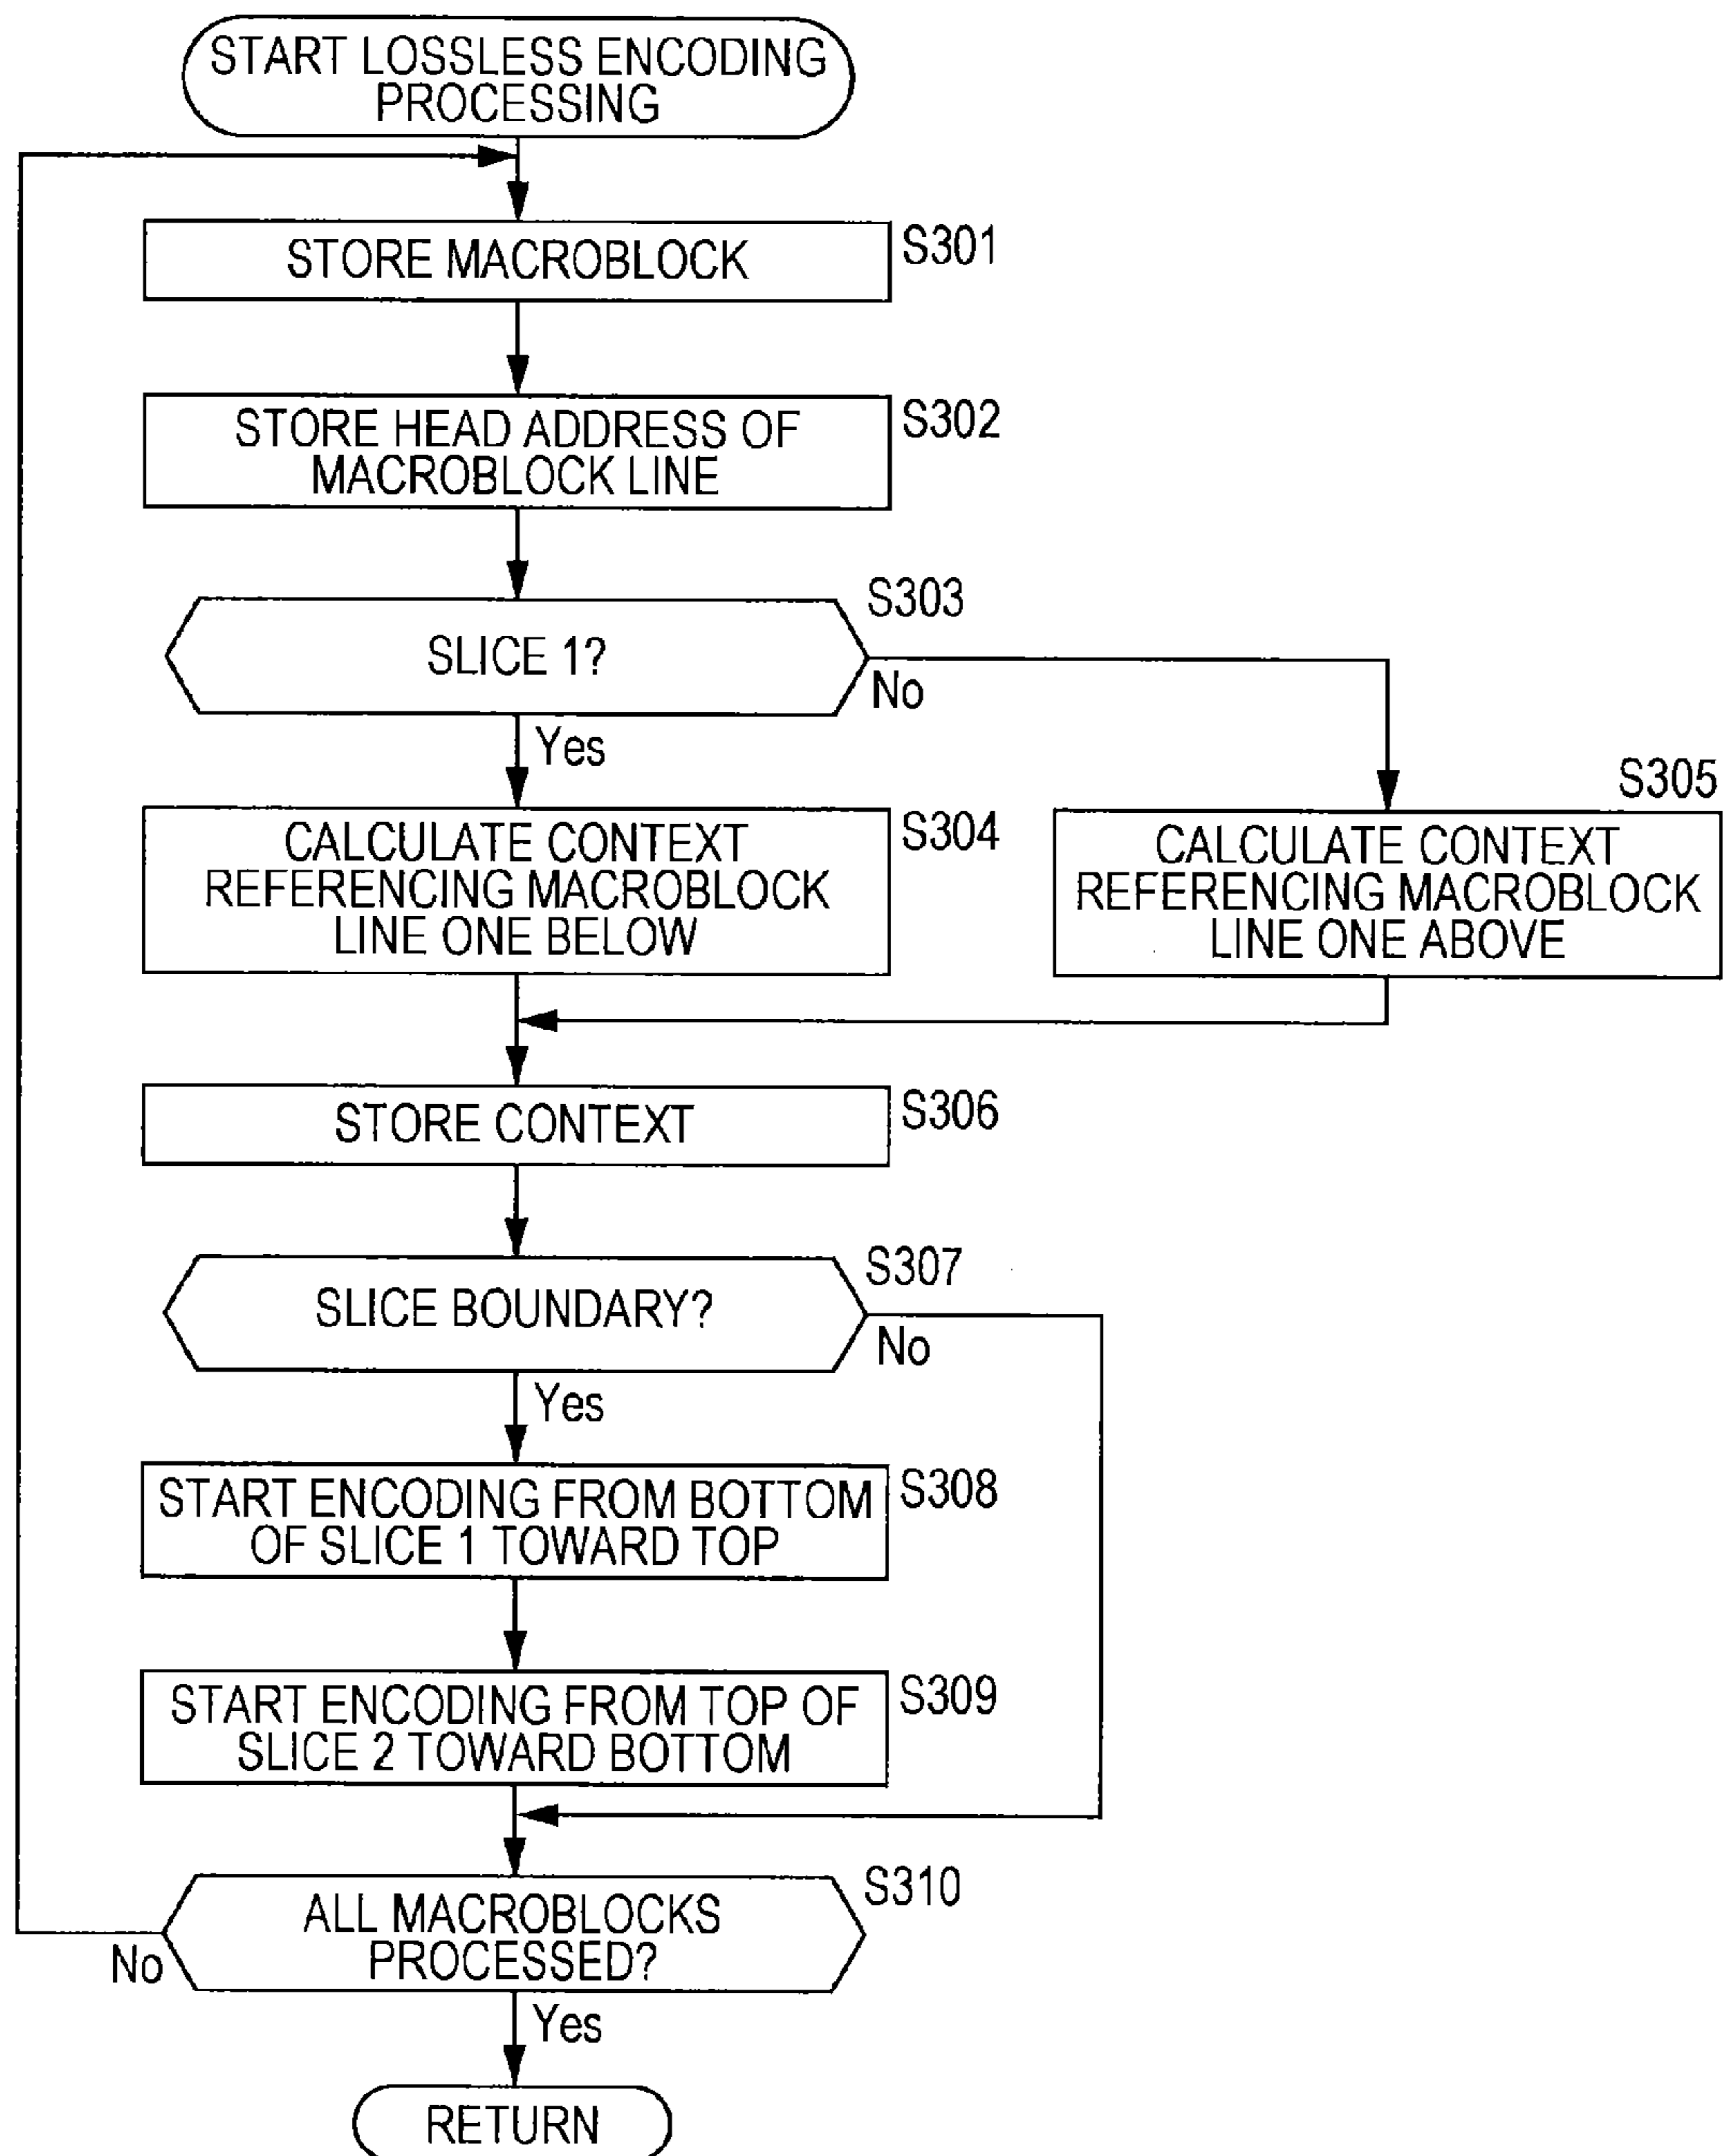 START LOSSLESS ENCODING
PROCESSING
STORE MACROBLOCK
S301
STORE HEAD ADDRESS OF
MACROBLOCK LINE
S302
SLICE 1?
S303
No
Yes
CALCULATE CONTEXT
REFERENCING MACROBLOCK
LINE ONE BELOW
S304
S305
CALCULATE CONTEXT
REFERENCING MACROBLOCK
LINE ONE ABOVE
STORE CONTEXT
S306
SLICE BOUNDARY?
S307
No
Yes
START ENCODING FROM BOTTOM
OF SLICE 1 TOWARD TOP
S308
START ENCODING FROM TOP OF
SLICE 2 TOWARD BOTTOM
S309
ALL MACROBLOCKS
PROCESSED?
S310
No
Yes
RETURN